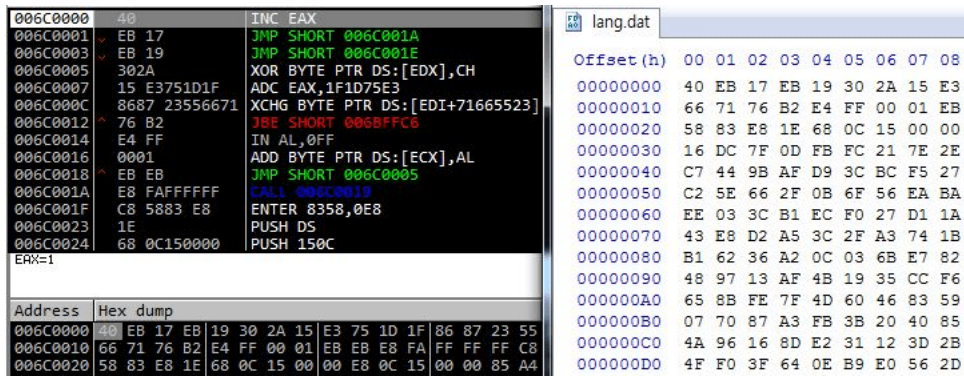 006C0000 40 INC EAX
006C0001 EB 17 JMP SHORT 006C001A
006C0003 EB 19 JMP SHORT 006C001E
006C0005 302A XOR BYTE PTR DS:[EDX],CH
006C0007 15 E3751D1F ADC EAX,1F1D75E3
006C000C 8687 23556671 XCHG BYTE PTR DS:[EDI+71665523]
006C0012 76 B2 JBE SHORT 006BFFC6
006C0014 E4 FF IN AL,0FF
006C0016 0001 ADD BYTE PTR DS:[ECX],AL
006C0018 EB EB JMP SHORT 006C0005
006C001A E8 FAFFFFFF CALL 006C0019
006C001F C8 5883 E8 ENTER 8358,0E8
006C0023 1E PUSH DS
006C0024 68 0C150000 PUSH 150C
EAX=1
Address Hex dump
006C0000 40 EB 17 EB 19 30 2A 15 E3 75 1D 1F 86 87 23 55
006C0010 66 71 76 B2 E4 FF 00 01 EB EB E8 FA FF FF FF C8
006C0020 58 83 E8 1E 68 0C 15 00 00 E8 0C 15 00 00 85 A4
lang.dat
Offset(h) 00 01 02 03 04 05 06 07 08
00000000 40 EB 17 EB 19 30 2A 15 E3
00000010 66 71 76 B2 E4 FF 00 01 EB
00000020 58 83 E8 1E 68 0C 15 00 00
00000030 16 DC 7F 0D FB FC 21 7E 2E
00000040 C7 44 9B AF D9 3C BC F5 27
00000050 C2 5E 66 2F 0B 6F 56 EA BA
00000060 EE 03 3C B1 EC F0 27 D1 1A
00000070 43 E8 D2 A5 3C 2F A3 74 1B
00000080 B1 62 36 A2 0C 03 6B E7 82
00000090 48 97 13 AF 4B 19 35 CC F6
000000A0 65 8B FE 7F 4D 60 46 83 59
000000B0 07 70 87 A3 FB 3B 20 40 85
000000C0 4A 96 16 8D E2 31 12 3D 2B
000000D0 4F F0 3F 64 0E B9 E0 56 2D